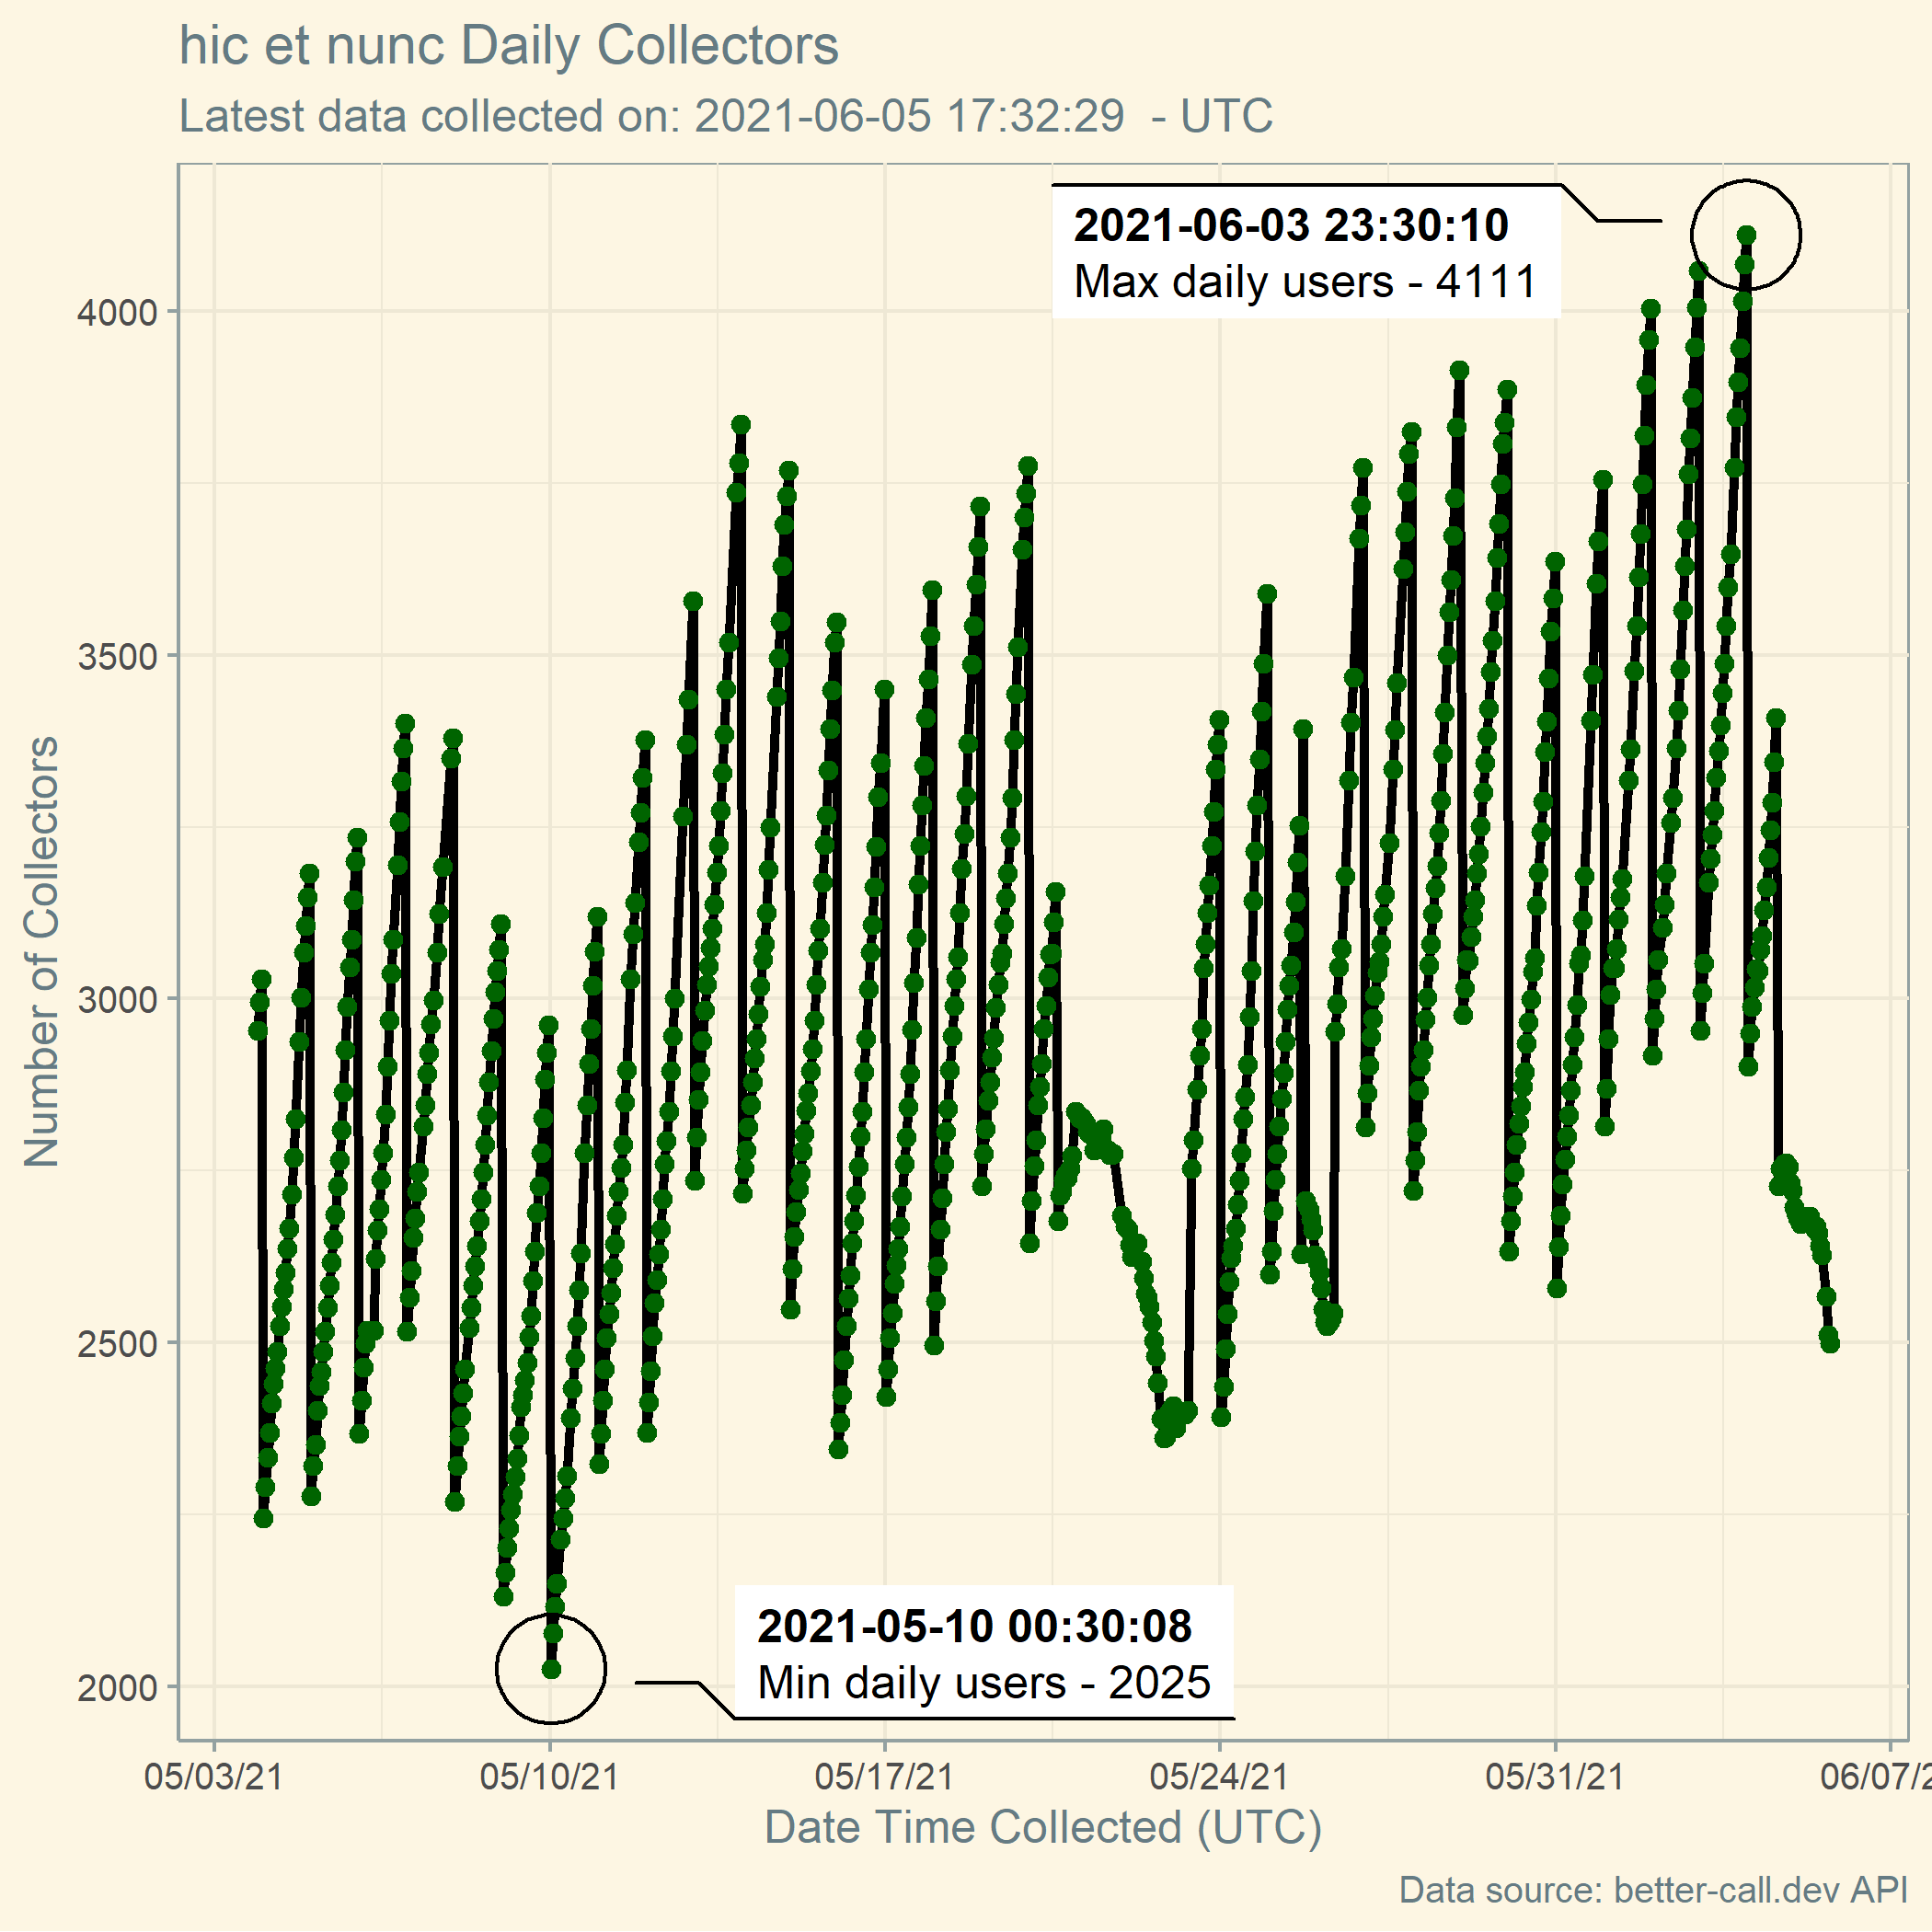 hic et nunc Daily Collectors
Latest data collected on: 2021-06-05 17:32:29  - UTC
2021-06-03 23:30:10
Max daily users - 4111
4000
3500
3000
2500
2000
Number of Collectors
2021-05-10 00:30:08
Min daily users - 2025
05/03/21
05/10/21
05/17/21
05/24/21
05/31/21
06/07/2
Date Time Collected (UTC)
Data source: better-call.dev API